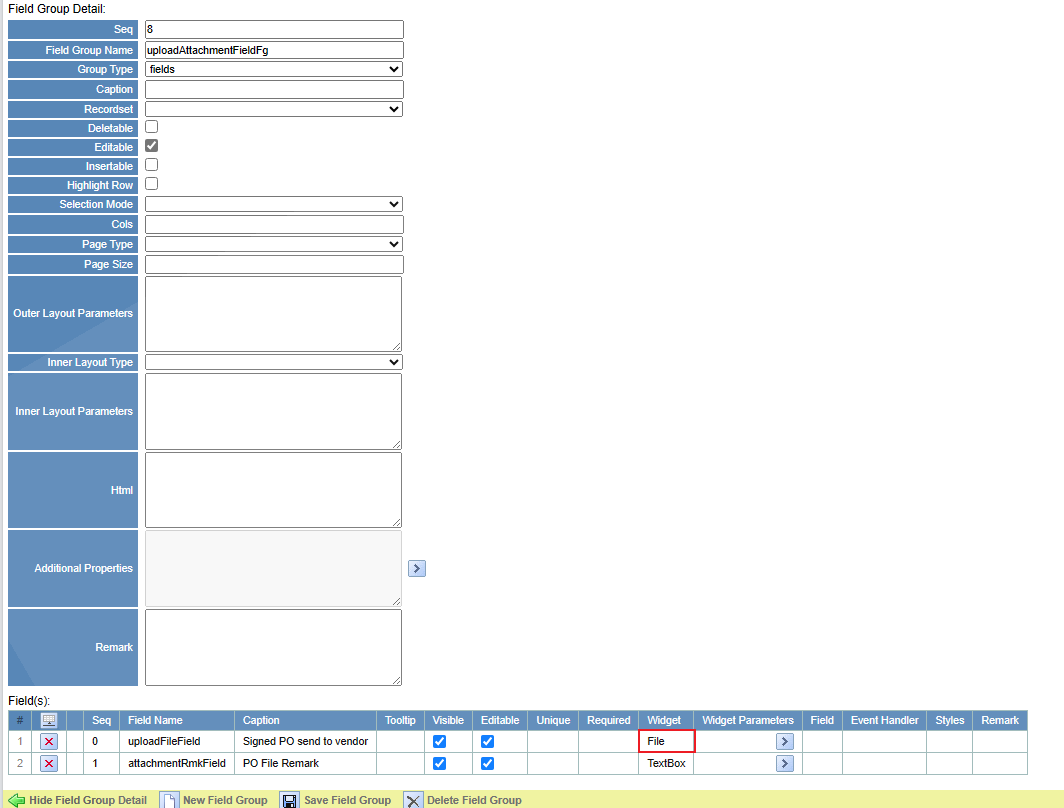 Field Group Detail:
Seq 8
Field Group Name uploadAttachmentFieldFg
Group Type fields
Caption
Recordset
Deletable
Editable
Insertable
Highlight Row
Selection Mode
Cols
Page Type
Page Size
Outer Layout Parameters
Inner Layout Type
Inner Layout Parameters
Html
Additional Properties
Remark
Field(s):
# Seq Field Name Caption Tooltip Visible Editable Unique Required Widget Widget Parameters Field Event Handler Styles Remark
1 0 uploadFileField Signed PO send to vendor File
2 1 attachmentRmkField PO File Remark TextBox
Hide Field Group Detail New Field Group Save Field Group Delete Field Group